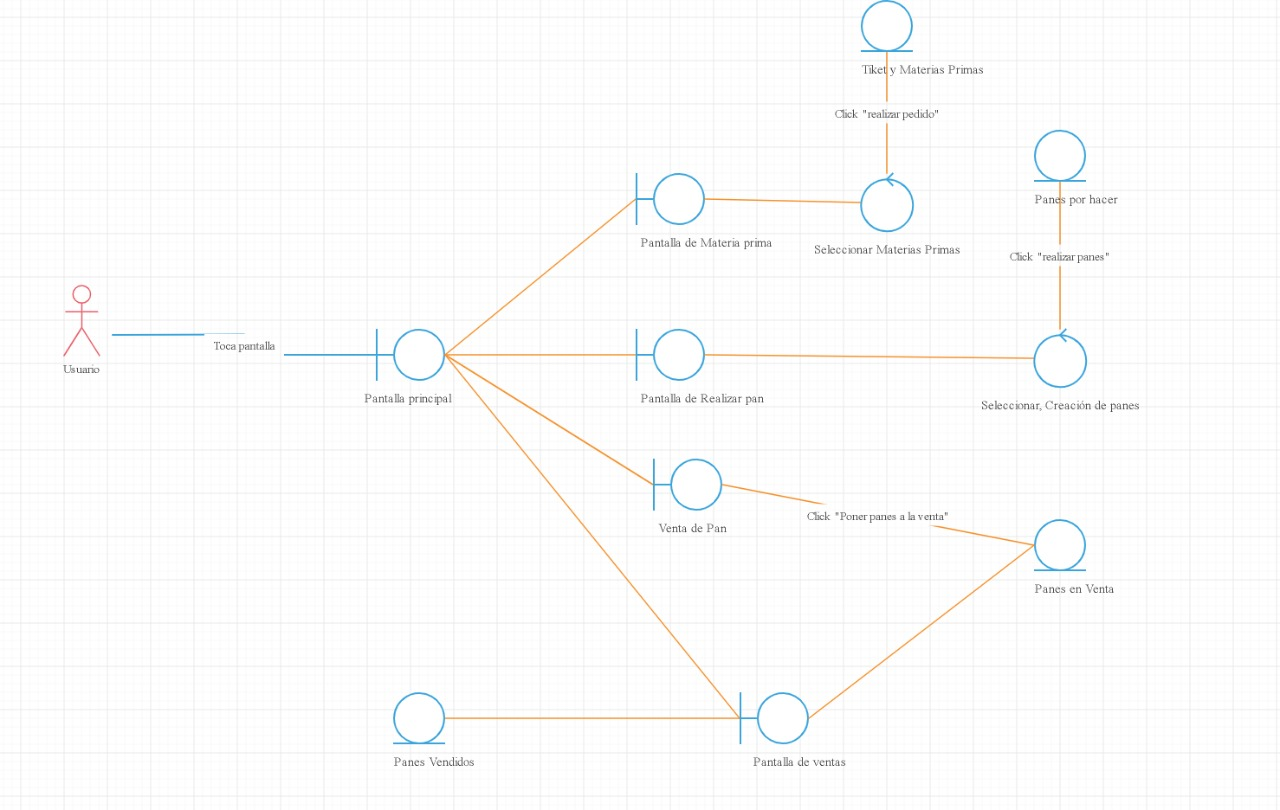 Tiket y Materias Primas
Click "realizar pedido"
Panes por hacer
Pantalla de Materia prima
Seleccionar Materias Primas
Click "realizar panes"
Toca pantalla
Usuario
Pantalla principal
Pantalla de Realizar pan
Seleccionar, Creación de panes
Click "Poner panes a la venta"
Venta de Pan
Panes en Venta
Panes Vendidos
Pantalla de ventas